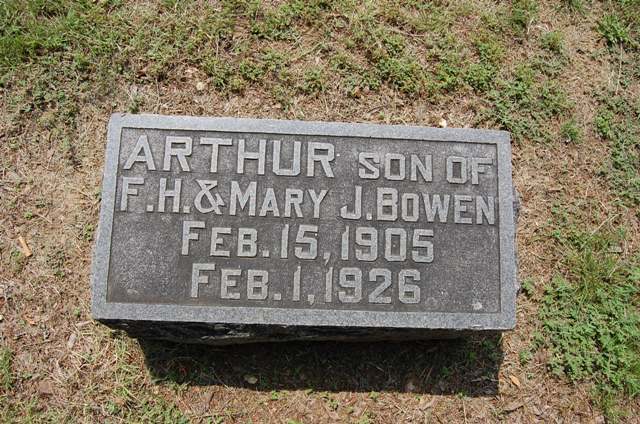 ARTHUR SON OF
F.H. & MARY J. BOWEN
FEB. 15, 1905
FEB. 1, 1926